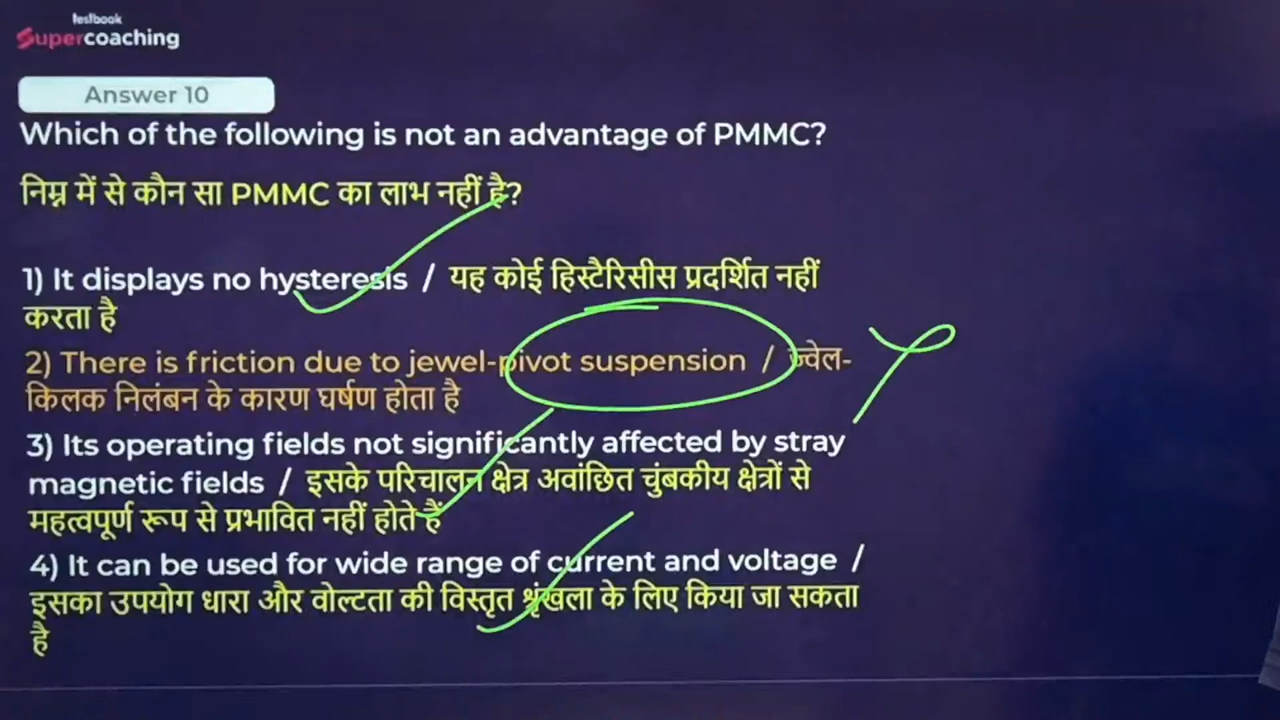 testbook
Supercoaching
Answer 10
Which of the following is not an advantage of PMMC?
निम्न में से कौन सा PMMC का लाभ नहीं है?
1) It displays no hysteresis / यह कोई हिस्टैरिसीस प्रदर्शित नहीं
करता है
2) There is friction due to jewel-pivot suspension / ज्वेल-
किलक निलंबन के कारण घर्षण होता है
3) Its operating fields not significantly affected by stray
magnetic fields / इसके परिचालन क्षेत्र अवांछित चुंबकीय क्षेत्रों से
महत्वपूर्ण रूप से प्रभावित नहीं होते हैं
4) It can be used for wide range of current and voltage /
इसका उपयोग धारा और वोल्टता की विस्तृत श्रृंखला के लिए किया जा सकता
है